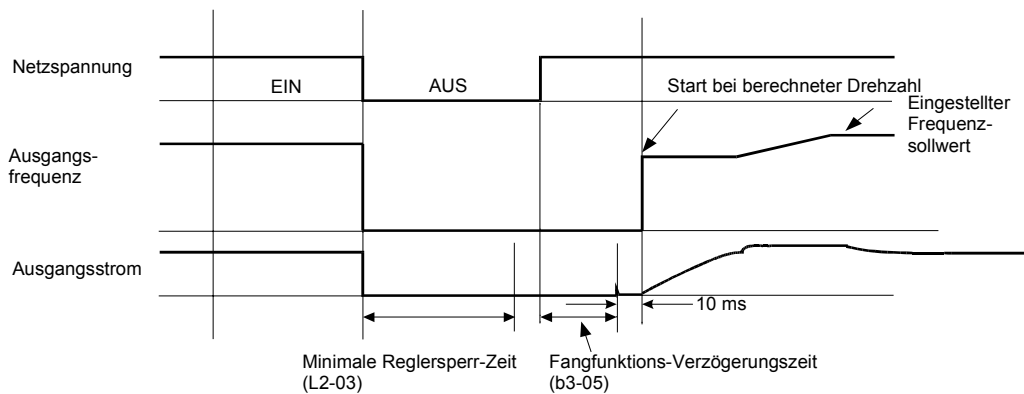 Netzspannung
EIN
AUS
Start bei berechneter Drehzahl
Eingestellter
Frequenz-
sollwert
Ausgangs-
frequenz
Ausgangsstrom
10 ms
Minimale Reglersperr-Zeit
(L2-03)
Fangfunktions-Verzögerungszeit
(b3-05)